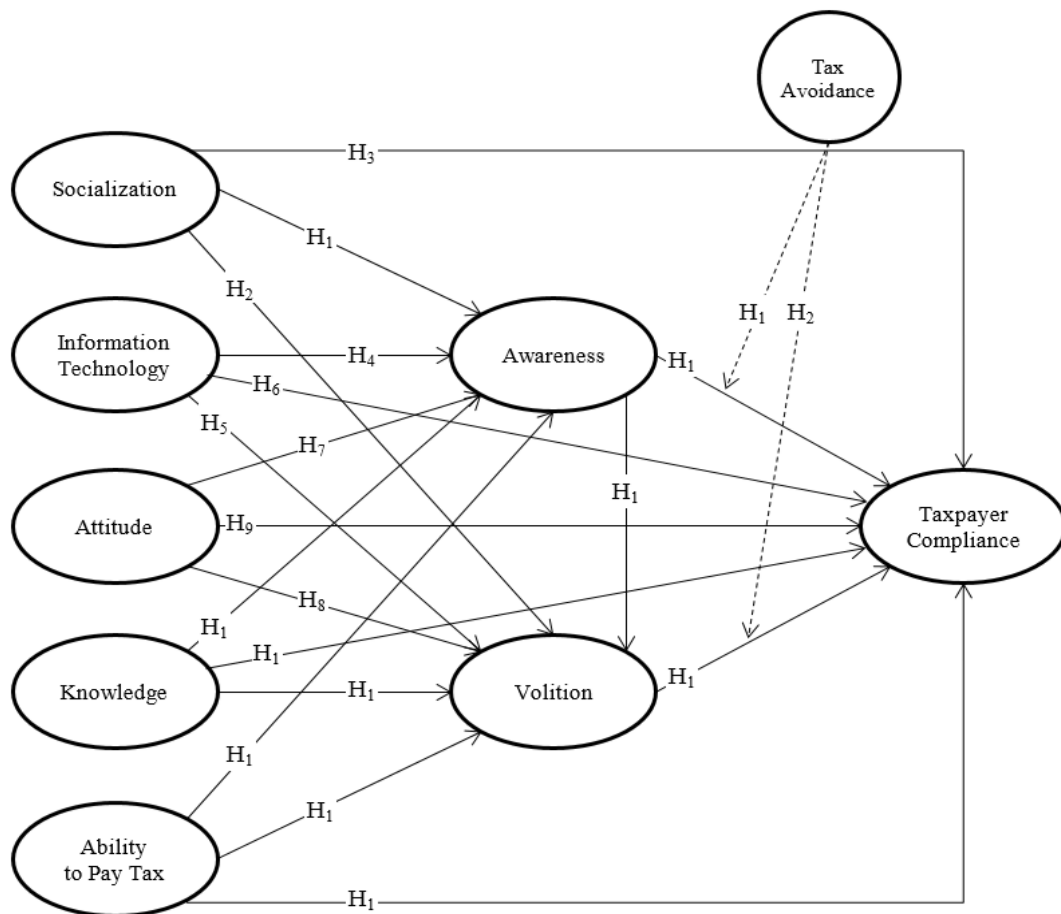 Tax
Avoidance
H₃
Socialization
H₁
H₂
H₁
H₂
Information
Technology
H₄
Awareness
H₁
H₆
H₅
H₇
H₁
Attitude
H₉
Taxpayer
Compliance
H₈
H₁
H₁
Knowledge
H₁
Volition
H₁
H₁
H₁
Ability
to Pay Tax
H₁